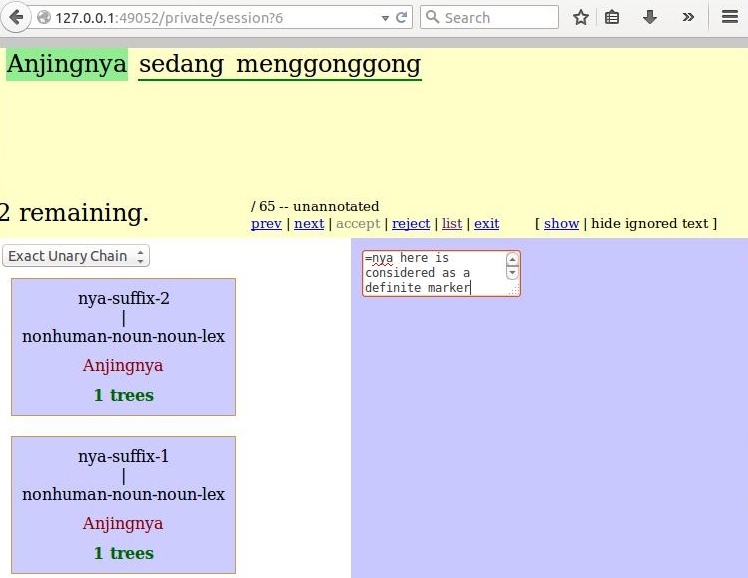 127.0.0.1:49052/private/session?6
Search
Anjingnya sedang menggonggong
2 remaining.
/ 65 -- unannotated
prev | next | accept | reject | list | exit [ show | hide ignored text ]
Exact Unary Chain
=nya here is
considered as a
definite marker
nya-suffix-2
|
nonhuman-noun-noun-lex
Anjingnya
1 trees
nya-suffix-1
|
nonhuman-noun-noun-lex
Anjingnya
1 trees